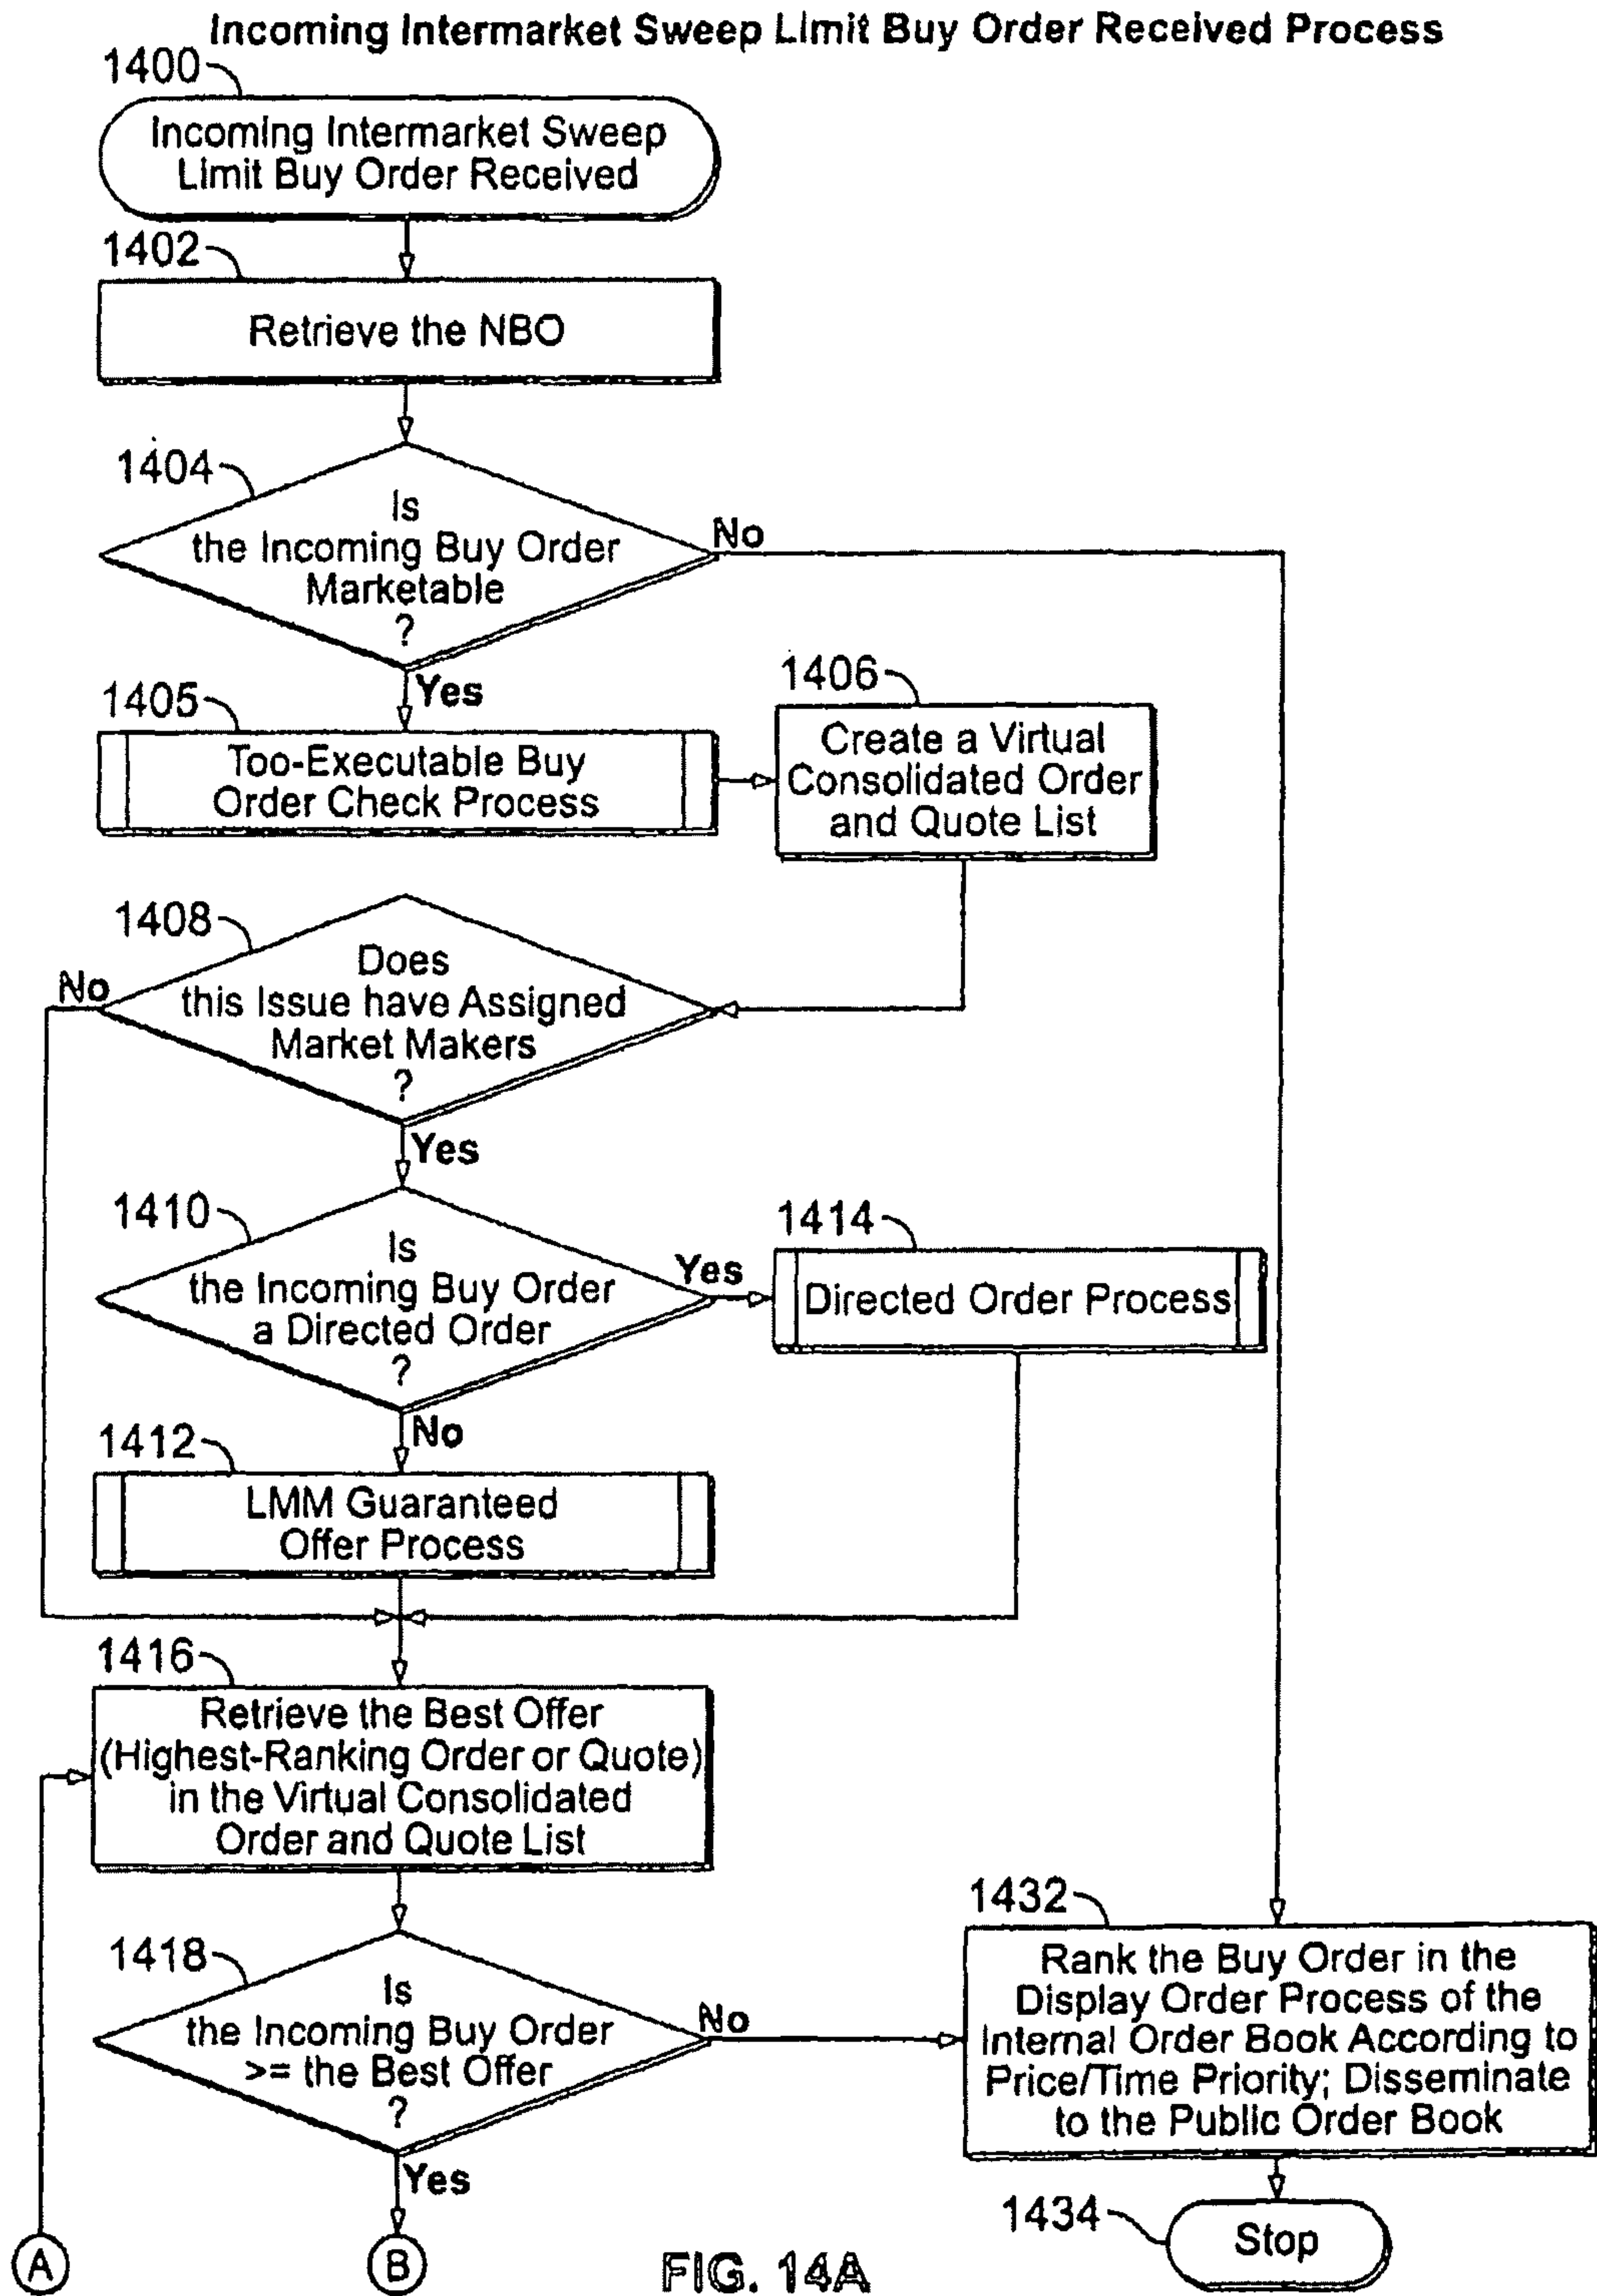 Incoming Intermarket Sweep Limit Buy Order Received Process
1400
Incoming Intermarket Sweep
Limit Buy Order Received
1402
Retrieve the NBO
1404
Is
the Incoming Buy Order
Marketable
?
No
Yes
1405
Too-Executable Buy
Order Check Process
1406
Create a Virtual
Consolidated Order
and Quote List
1408
Does
this Issue have Assigned
Market Makers
?
No
Yes
1410
Is
the Incoming Buy Order
a Directed Order
?
Yes
1414
Directed Order Process
No
1412
LMM Guaranteed
Offer Process
1416
Retrieve the Best Offer
(Highest-Ranking Order or Quote)
in the Virtual Consolidated
Order and Quote List
1418
Is
the Incoming Buy Order
>= the Best Offer
?
No
Yes
1432
Rank the Buy Order in the
Display Order Process of the
Internal Order Book According to
Price/Time Priority; Disseminate
to the Public Order Book
1434
Stop
A
B
FIG. 14A